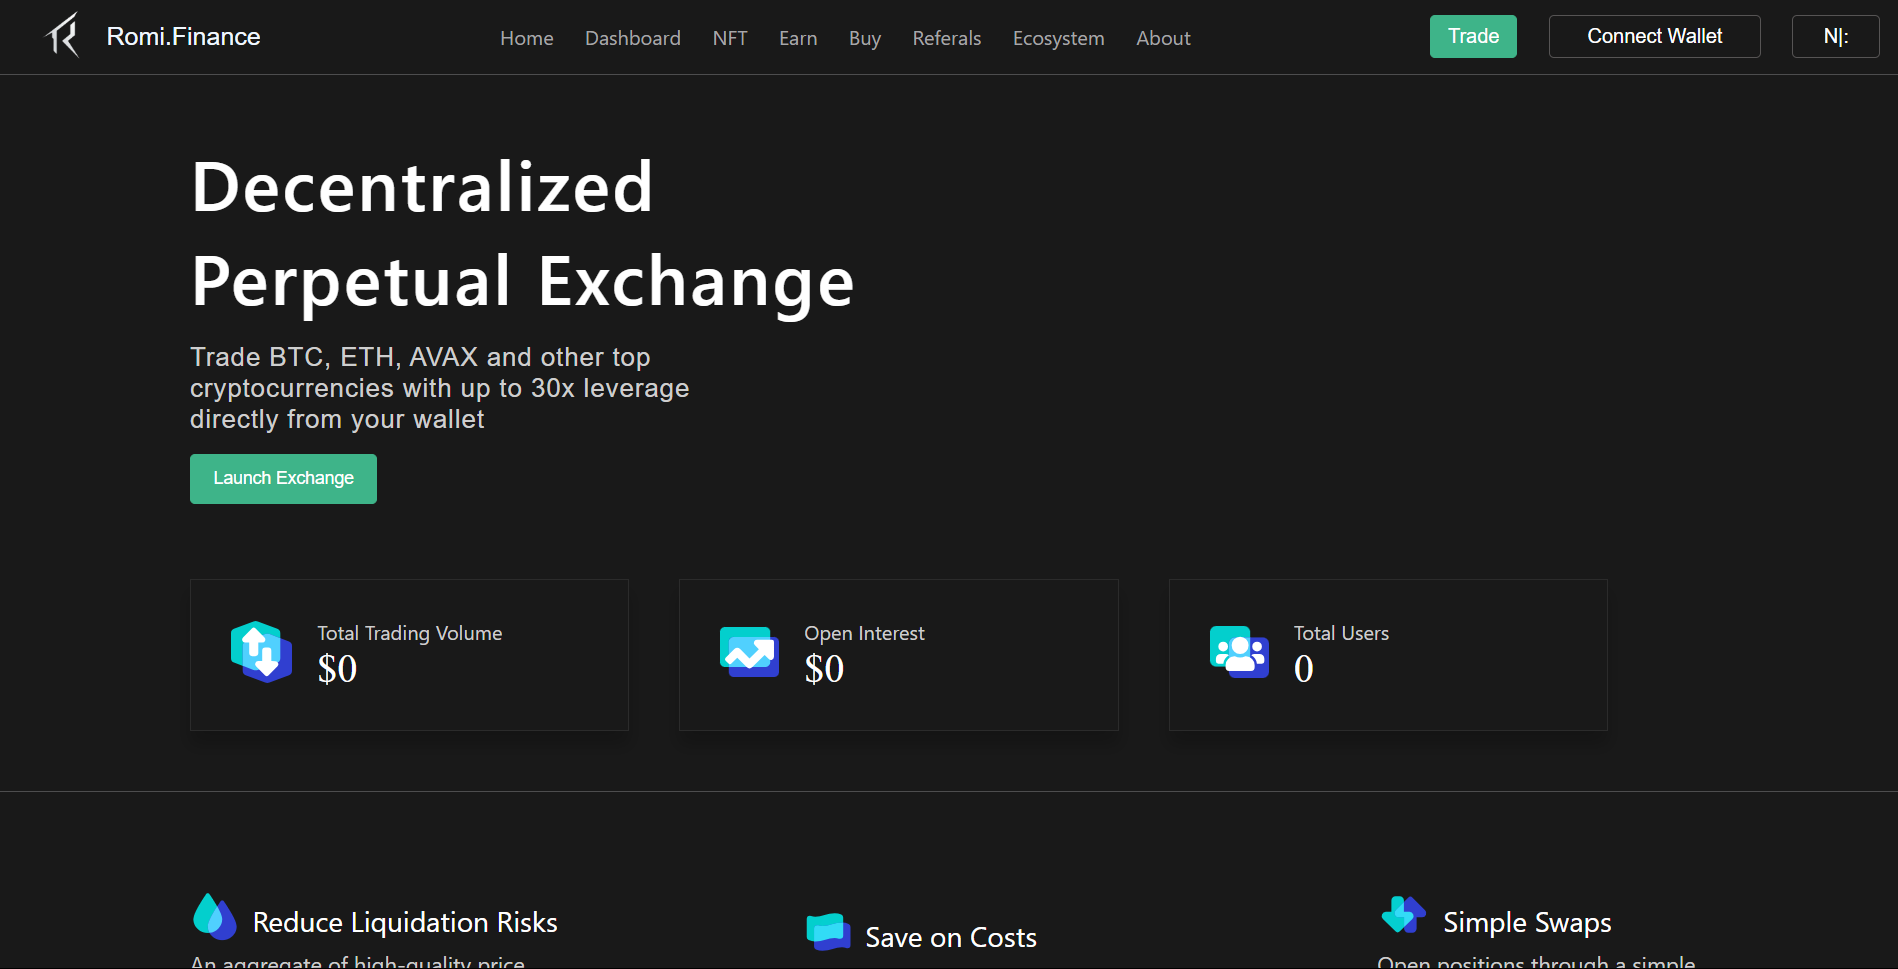 Romi.Finance
Home Dashboard NFT Earn Buy Referrals Ecosystem About
Trade Connect Wallet N|:
Decentralized
Perpetual Exchange
Trade BTC, ETH, AVAX and other top
cryptocurrencies with up to 30x leverage
directly from your wallet
Launch Exchange
Total Trading Volume
$0
Open Interest
$0
Total Users
0
Reduce Liquidation Risks
An aggregate of high-quality price
Save on Costs
Simple Swaps
Open positions through a simple